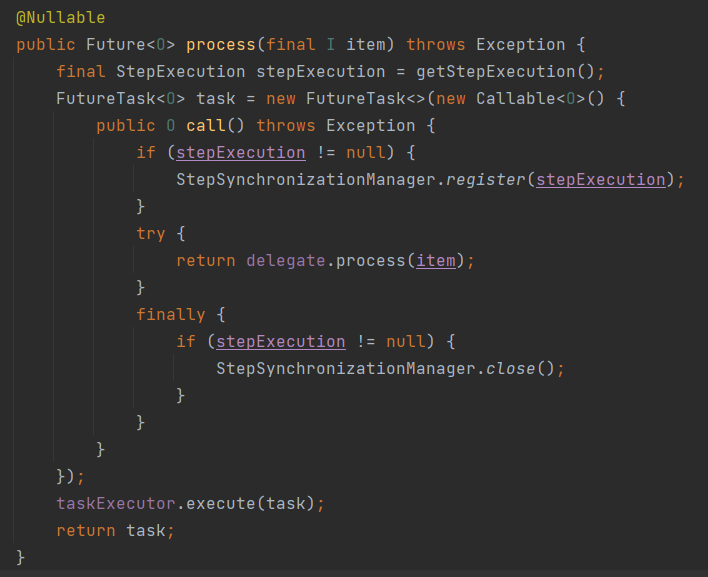 @Nullable
public Future<O> process(final I item) throws Exception {
    final StepExecution stepExecution = getStepExecution();
    FutureTask<O> task = new FutureTask<>(new Callable<O>() {
        public O call() throws Exception {
            if (stepExecution != null) {
                StepSynchronizationManager.register(stepExecution);
            }
            try {
                return delegate.process(item);
            }
            finally {
                if (stepExecution != null) {
                    StepSynchronizationManager.close();
                }
            }
        }
    });
    taskExecutor.execute(task);
    return task;
}